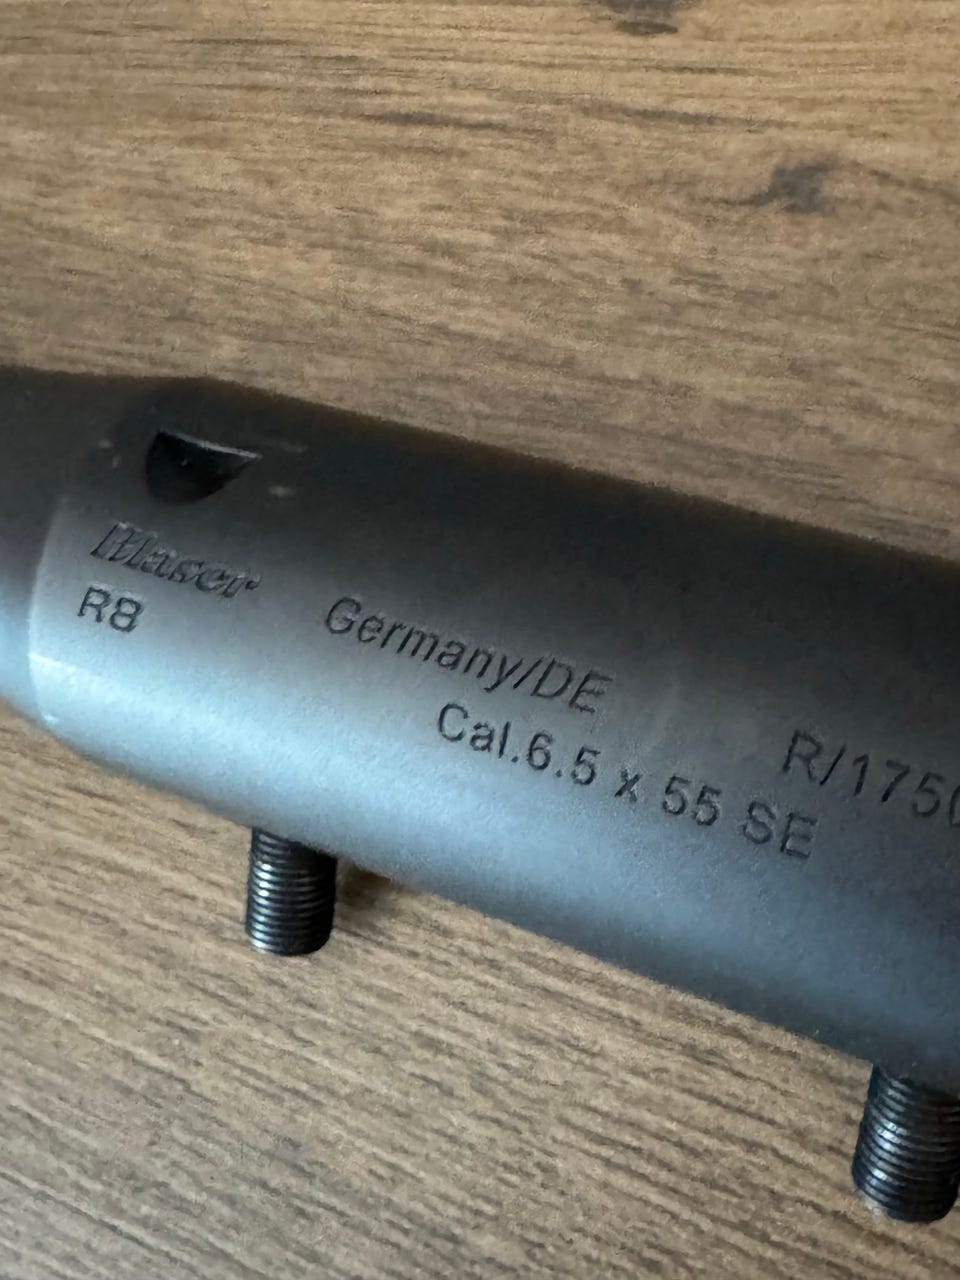 Blaser
R8
Germany/DE
Cal.6.5 x 55 SE
R/175